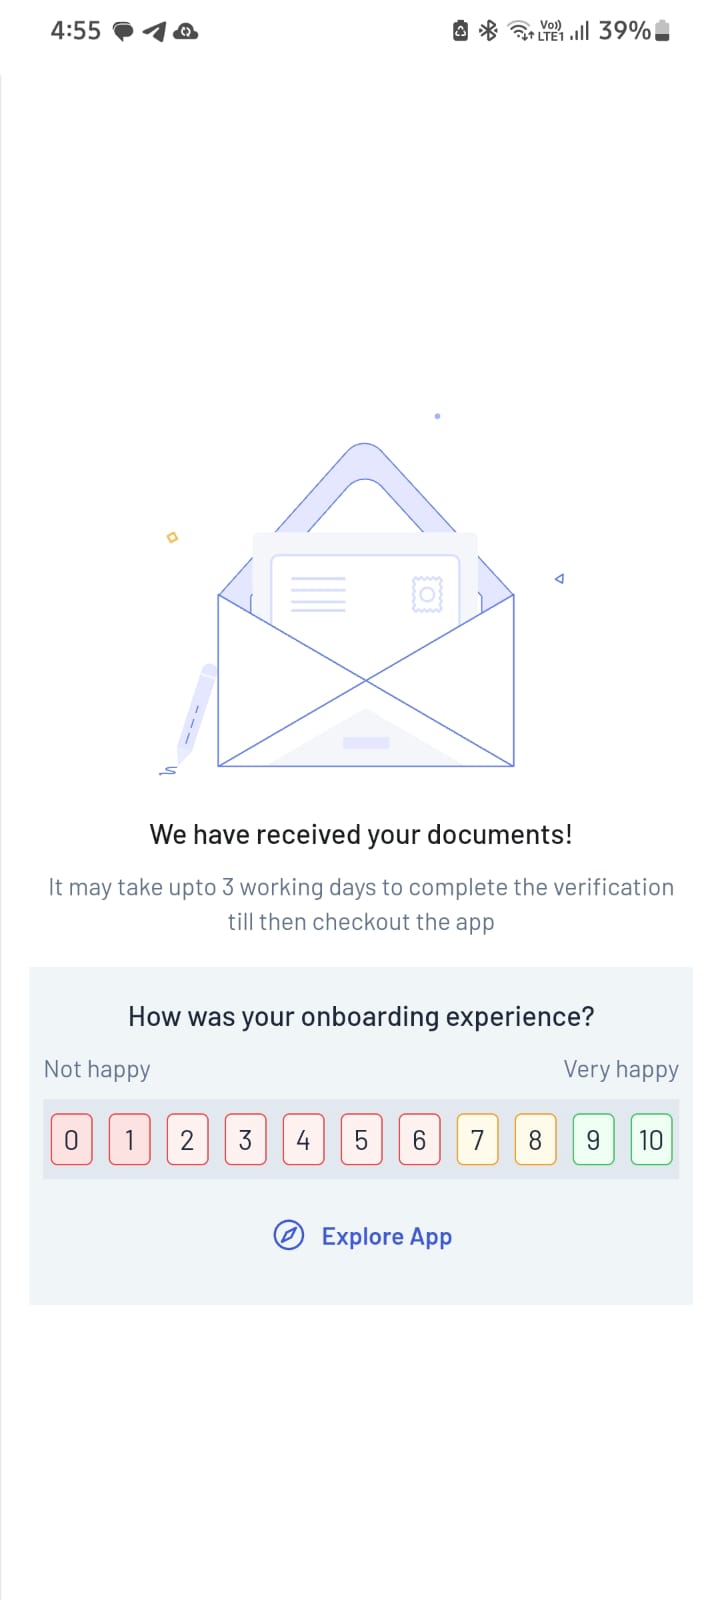 4:55
Vo))
LTE1
39%
We have received your documents!
It may take upto 3 working days to complete the verification
till then checkout the app
How was your onboarding experience?
Not happy Very happy
0 1 2 3 4 5 6 7 8 9 10
Explore App